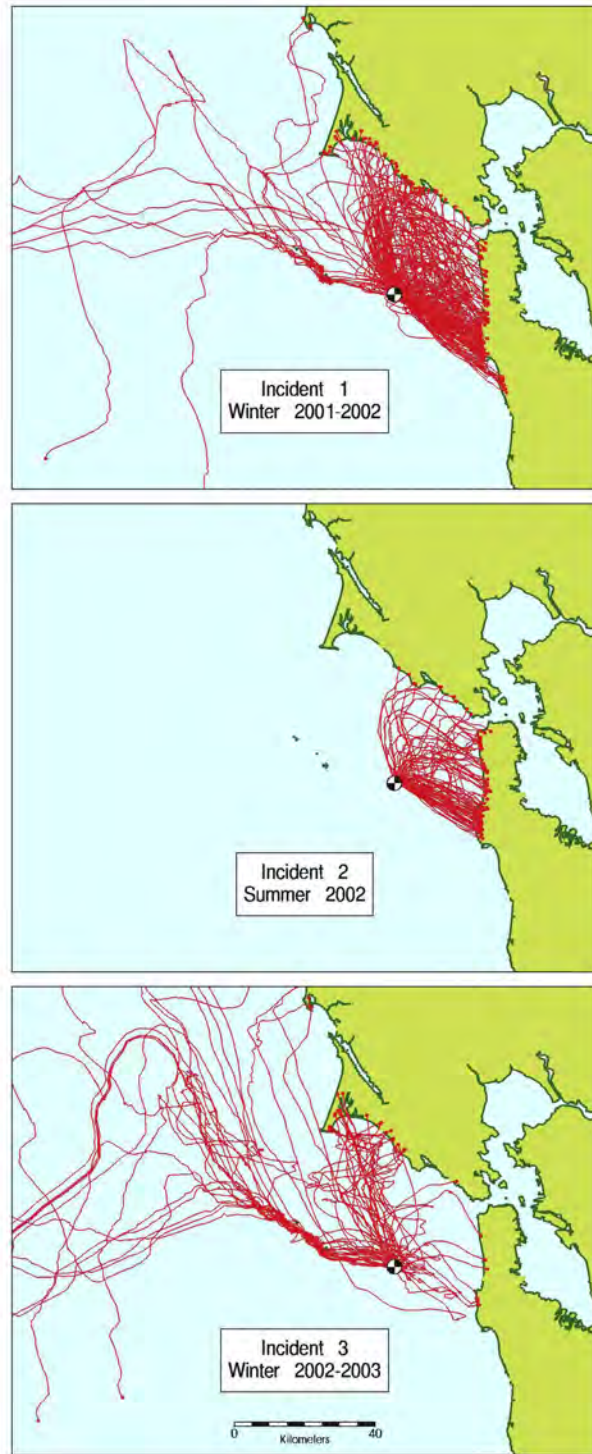 Incident 1
Winter 2001-2002
Incident 2
Summer 2002
Incident 3
Winter 2002-2003
0 40
Kilometers